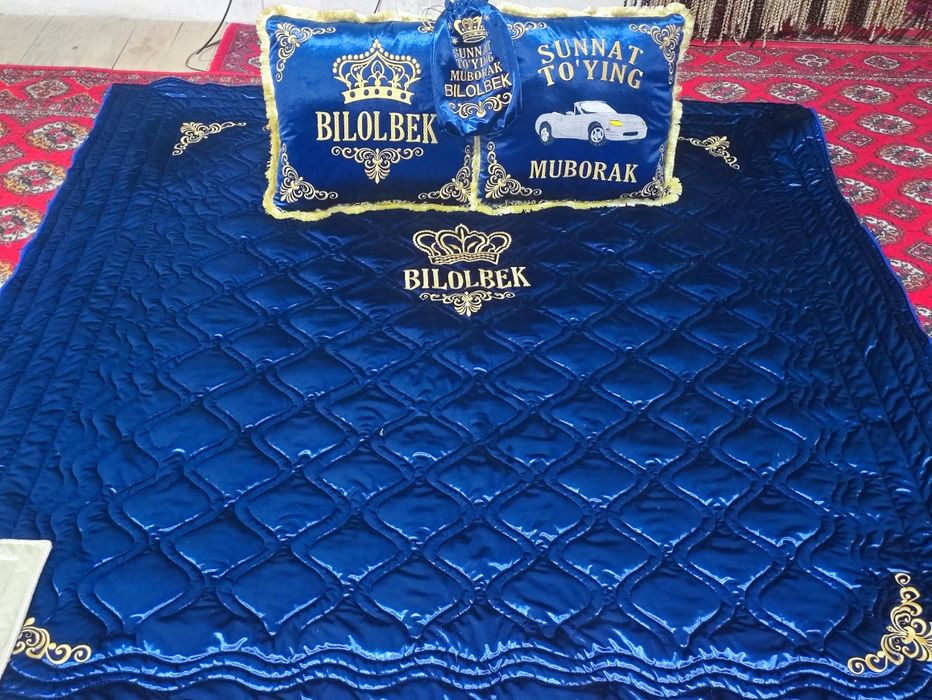 BILOLBEK
SUNNAT
TO'YING
MUBORAK
BILOLBEK
SUNNAT
TO'YING
MUBORAK
BILOLBEK